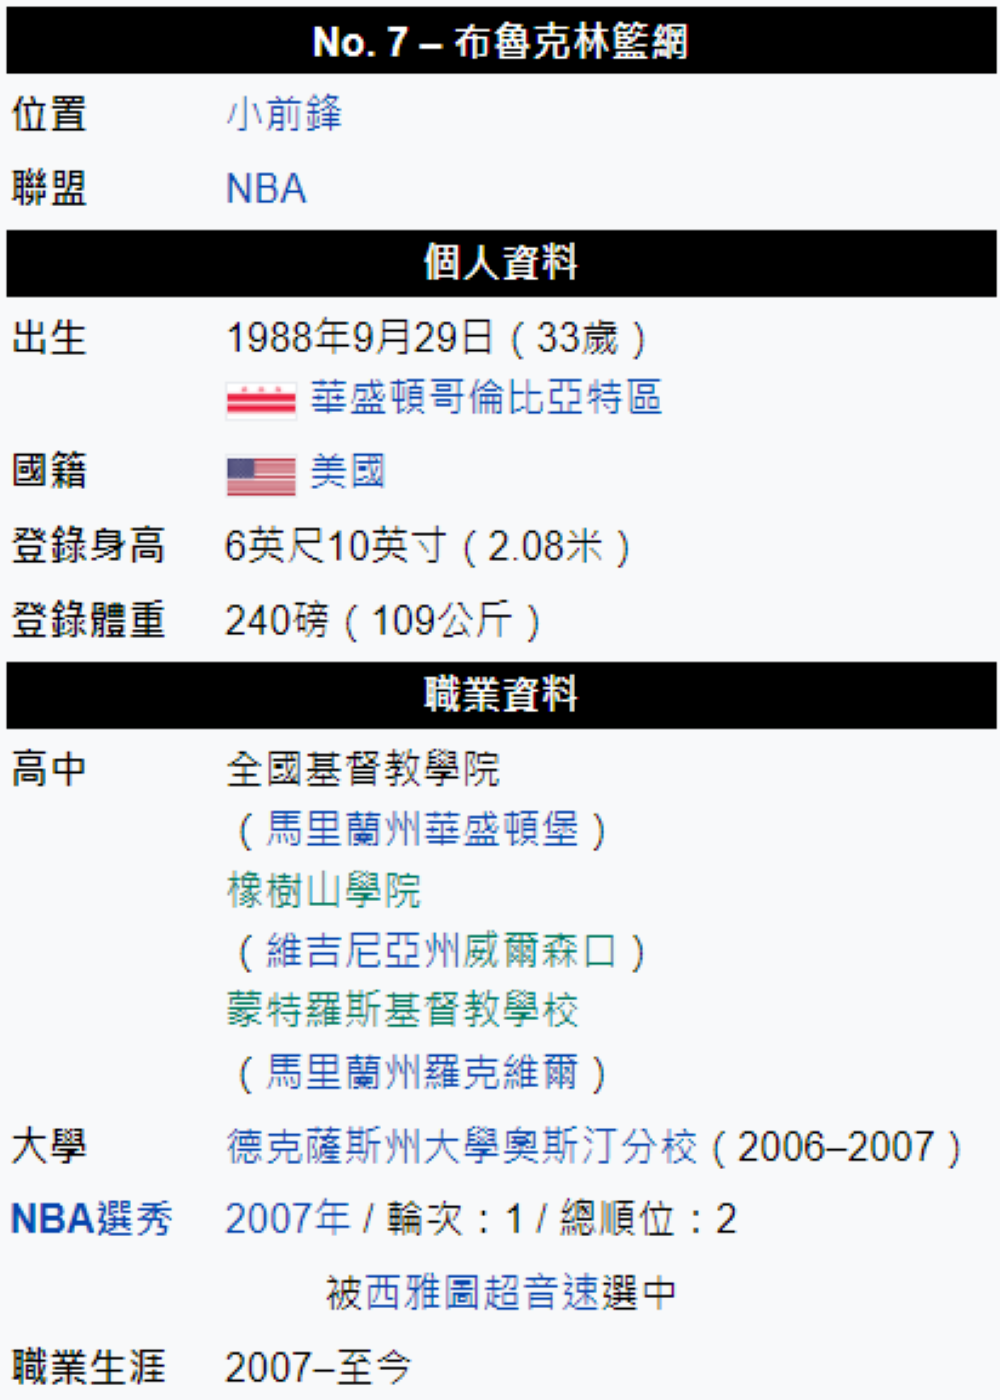 No. 7 – 布魯克林籃網
位置 小前鋒
聯盟 NBA
個人資料
出生 1988年9月29日（33歲）
華盛頓哥倫比亞特區
國籍 美國
登錄身高 6英尺10英寸（2.08米）
登錄體重 240磅（109公斤）
職業資料
高中 全國基督教學院
（馬里蘭州華盛頓堡）
橡樹山學院
（維吉尼亞州威爾森口）
蒙特羅斯基督教學校
（馬里蘭州羅克維爾）
大學 德克薩斯州大學奧斯汀分校（2006–2007）
NBA選秀 2007年 / 輪次：1 / 總順位：2
被西雅圖超音速選中
職業生涯 2007–至今